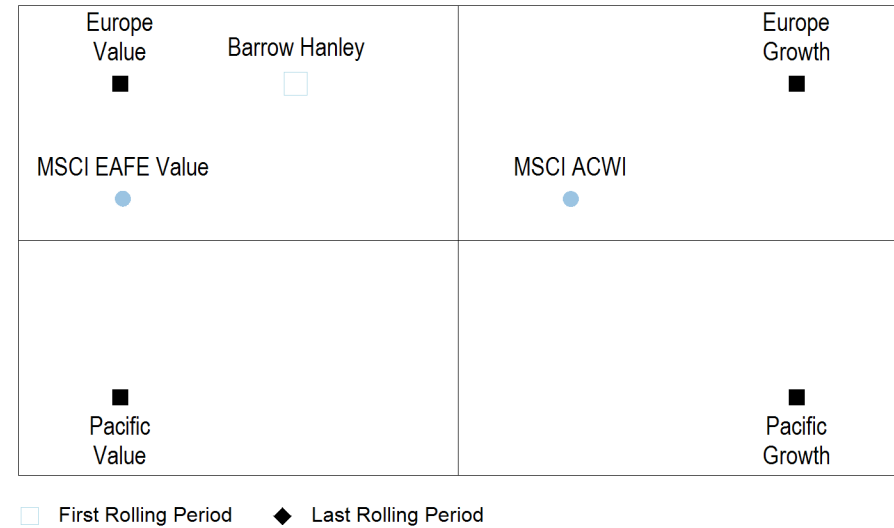 Europe
Value
Barrow Hanley
Europe
Growth
MSCI EAFE Value
MSCI ACWI
Pacific
Value
Pacific
Growth
First Rolling Period
Last Rolling Period